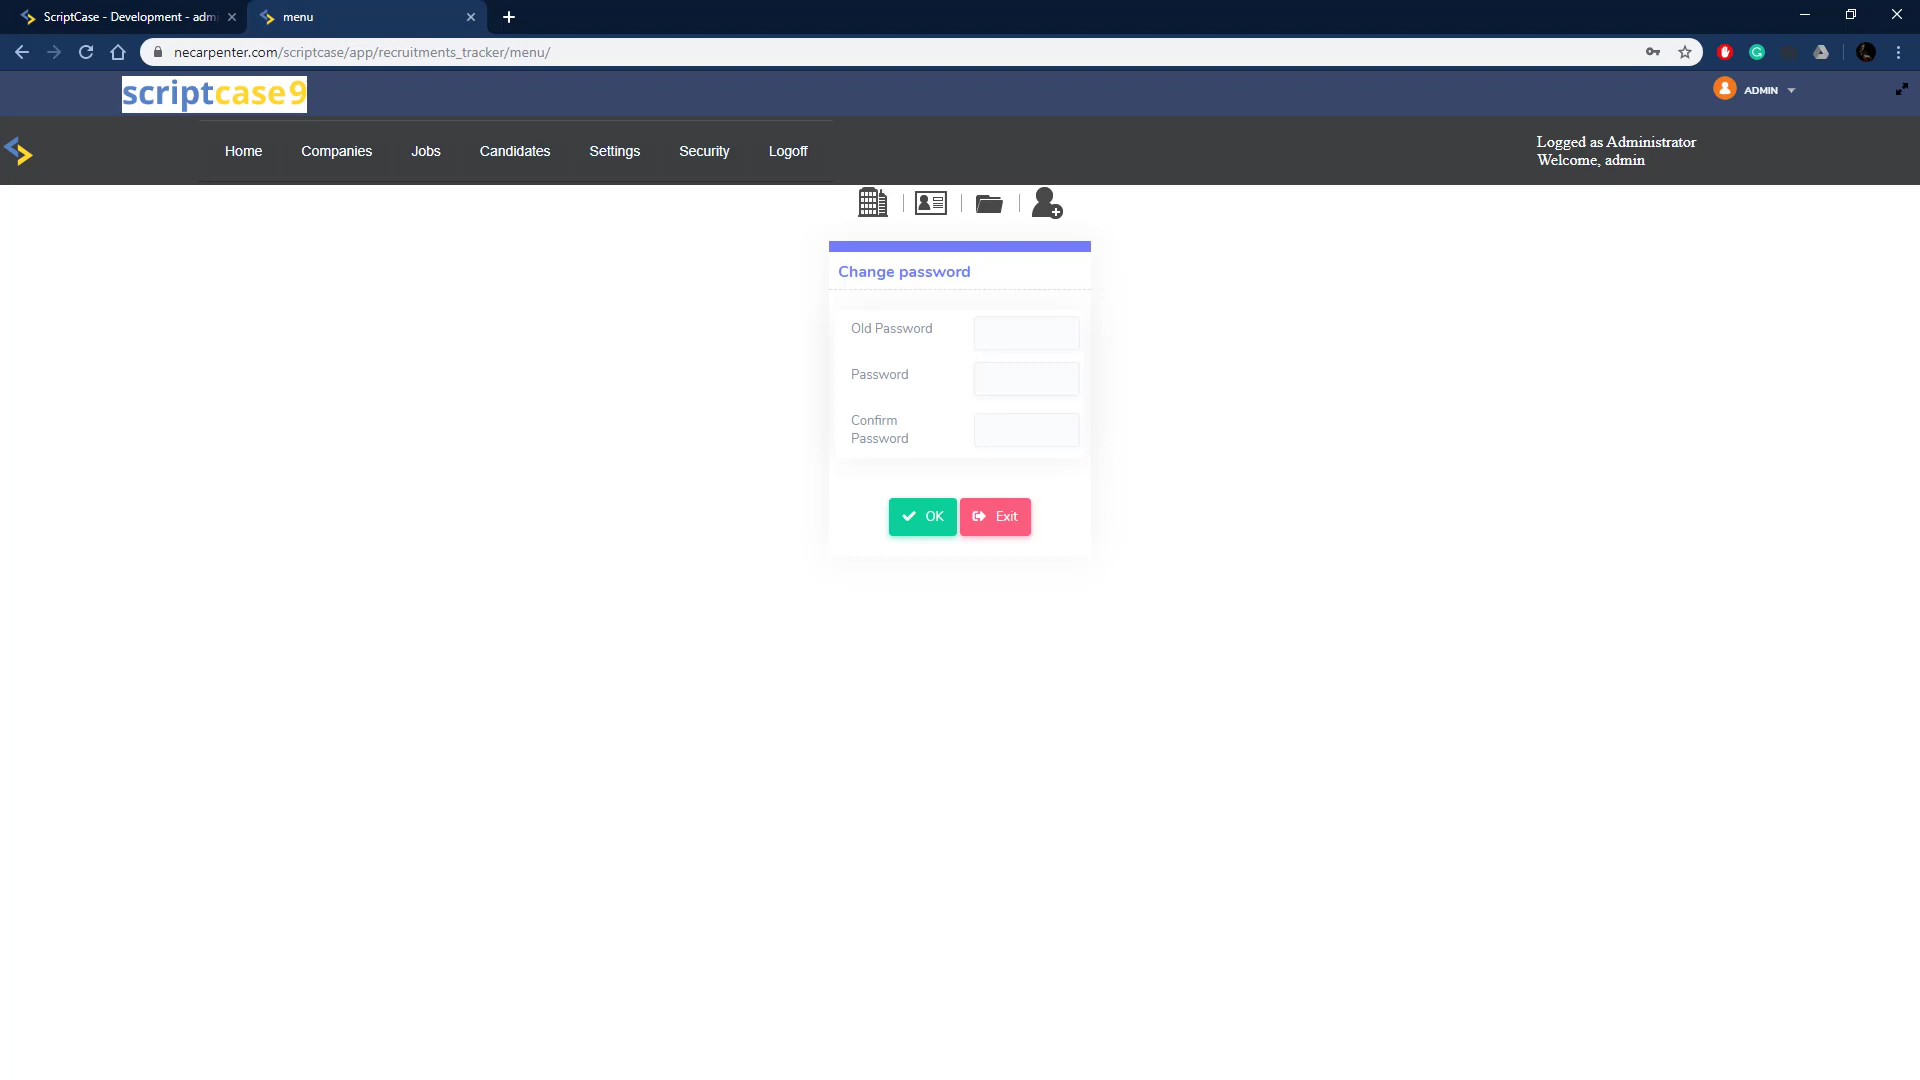 ScriptCase - Development - adm
menu
necarpenter.com/scriptcase/app/recruitments_tracker/menu/
scriptcase9
ADMIN
Home Companies Jobs Candidates Settings Security Logoff
Logged as Administrator
Welcome, admin
Change password
Old Password
Password
Confirm
Password
OK Exit